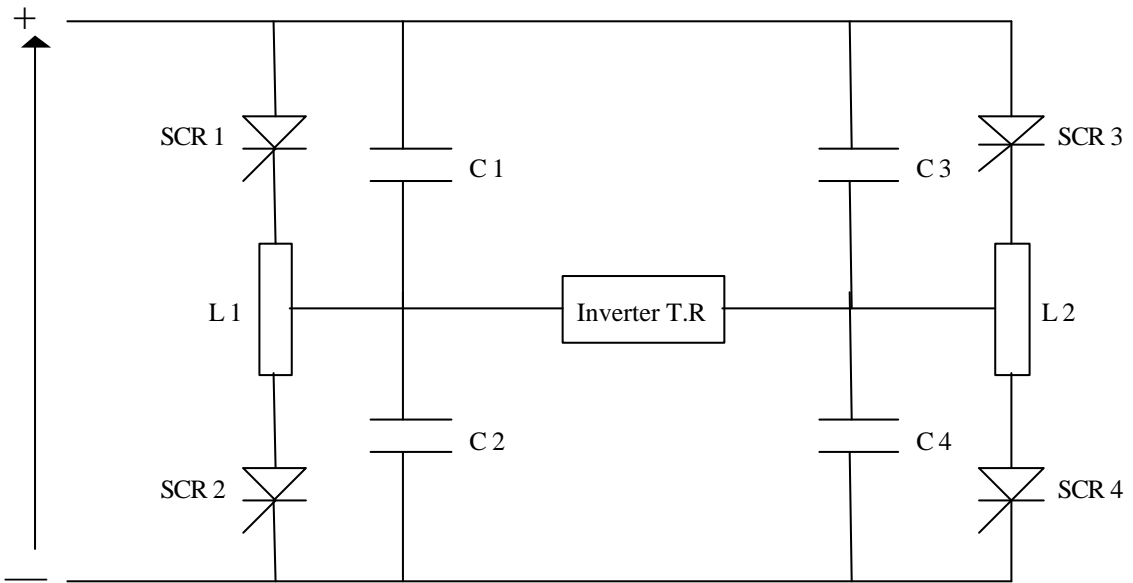 +
SCR 1
C 1
C 3
SCR 3
L 1
Inverter T.R
L 2
C 2
C 4
SCR 2
SCR 4
—